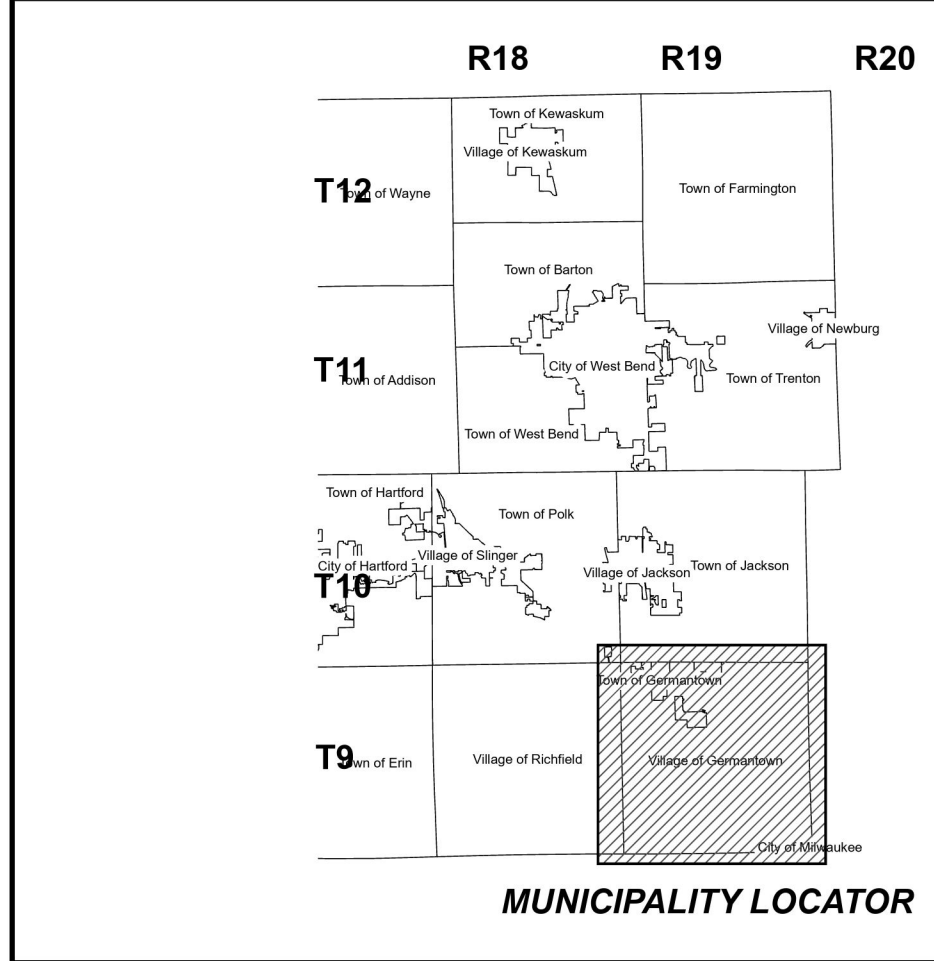 R18 R19 R20
Town of Kewaskum
Village of Kewaskum
T12
Town of Wayne
Town of Farmington
Town of Barton
Village of Newburg
City of West Bend
T11
Town of Addison
Town of Trenton
Town of West Bend
Town of Hartford
Town of Polk
Village of Slinger
City of Hartford
Town of Jackson
Village of Jackson
T10
Town of Germantown
T9
Town of Erin
Village of Richfield
Village of Germantown
City of Milwaukee
MUNICIPALITY LOCATOR